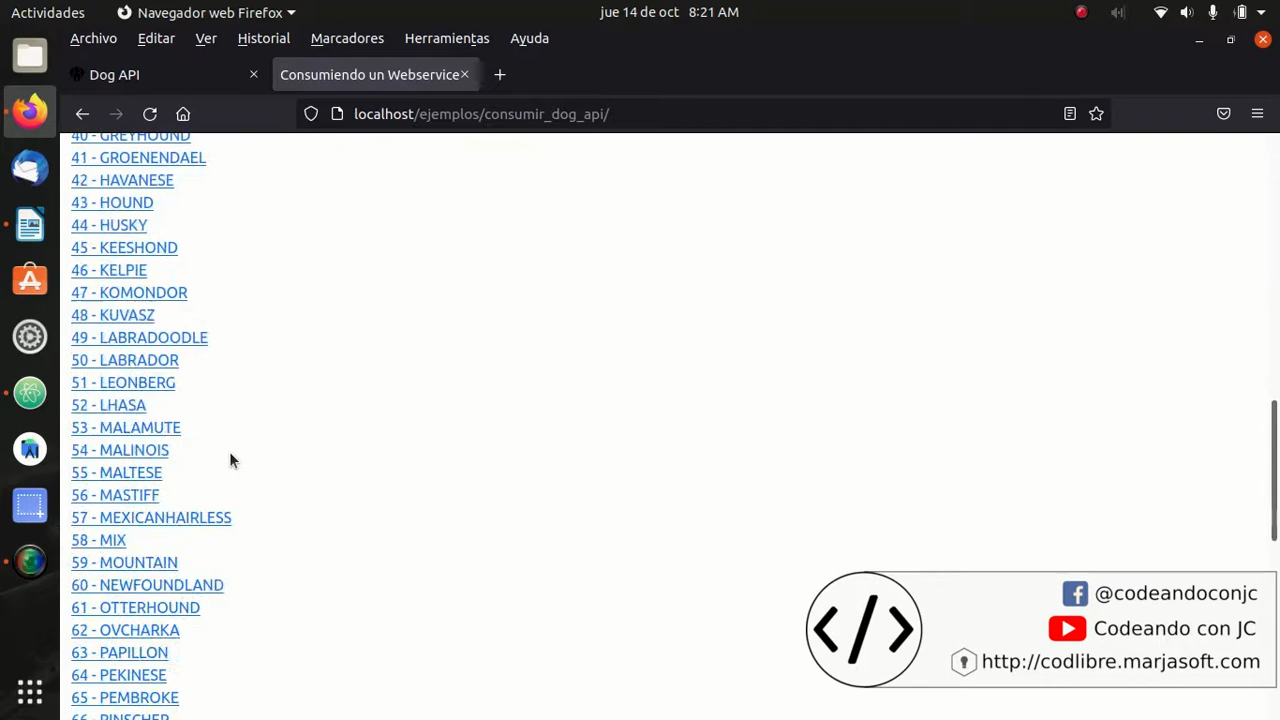 Actividades
Navegador web Firefox
jue 14 de oct 8:21 AM
Archivo Editar Ver Historial Marcadores Herramientas Ayuda
Dog API
Consumiendo un Webservice
localhost/ejemplos/consumir_dog_api/
40 - GREYHOUND
41 - GROENENDAEL
42 - HAVANESE
43 - HOUND
44 - HUSKY
45 - KEESHOND
46 - KELPIE
47 - KOMONDOR
48 - KUVASZ
49 - LABRADOODLE
50 - LABRADOR
51 - LEONBERG
52 - LHASA
53 - MALAMUTE
54 - MALINOIS
55 - MALTESE
56 - MASTIFF
57 - MEXICANHAIRLESS
58 - MIX
59 - MOUNTAIN
60 - NEWFOUNDLAND
61 - OTTERHOUND
62 - OVCHARKA
63 - PAPILLON
64 - PEKINESE
65 - PEMBROKE
66 - PINSCHER
</> @codeandoconjc
Codeando con JC
http://codlibre.marjasoft.com